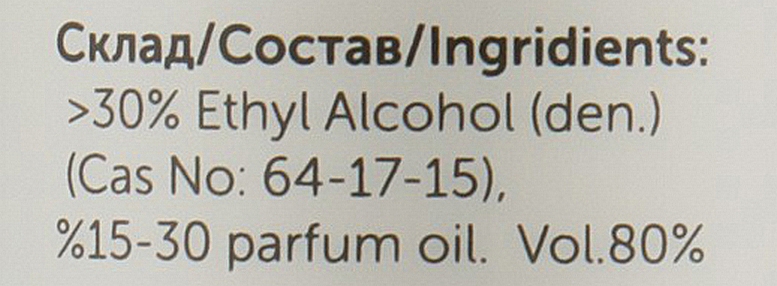 Склад/Состав/Ingridients:
>30% Ethyl Alcohol (den.)
(Cas No: 64-17-15),
%15-30 parfum oil. Vol.80%